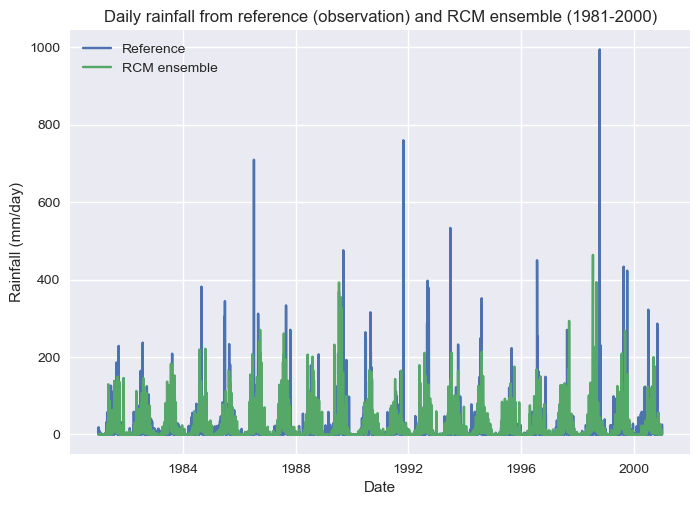 Daily rainfall from reference (observation) and RCM ensemble (1981-2000)
Reference
RCM ensemble
Rainfall (mm/day)
1000
800
600
400
200
0
1984
1988
1992
1996
2000
Date